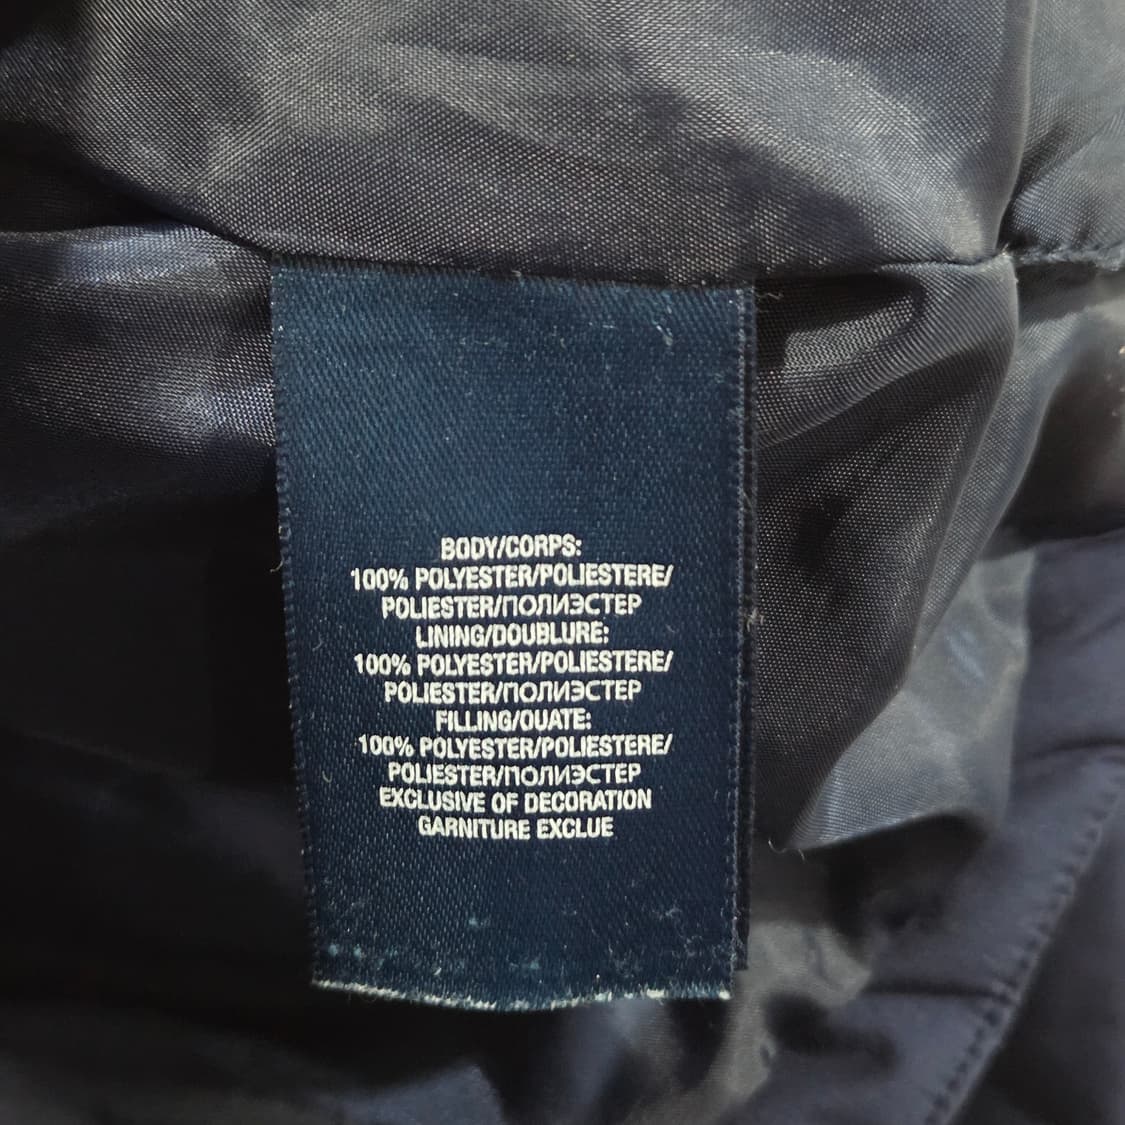 BODY/CORPS:
100% POLYESTER/POLIESTERE/
POLIESTER/ПОЛИЭСТЕР
LINING/DOUBLURE:
100% POLYESTER/POLIESTERE/
POLIESTER/ПОЛИЭСТЕР
FILLING/OUATE:
100% POLYESTER/POLIESTERE/
POLIESTER/ПОЛИЭСТЕР
EXCLUSIVE OF DECORATION
GARNITURE EXCLUE